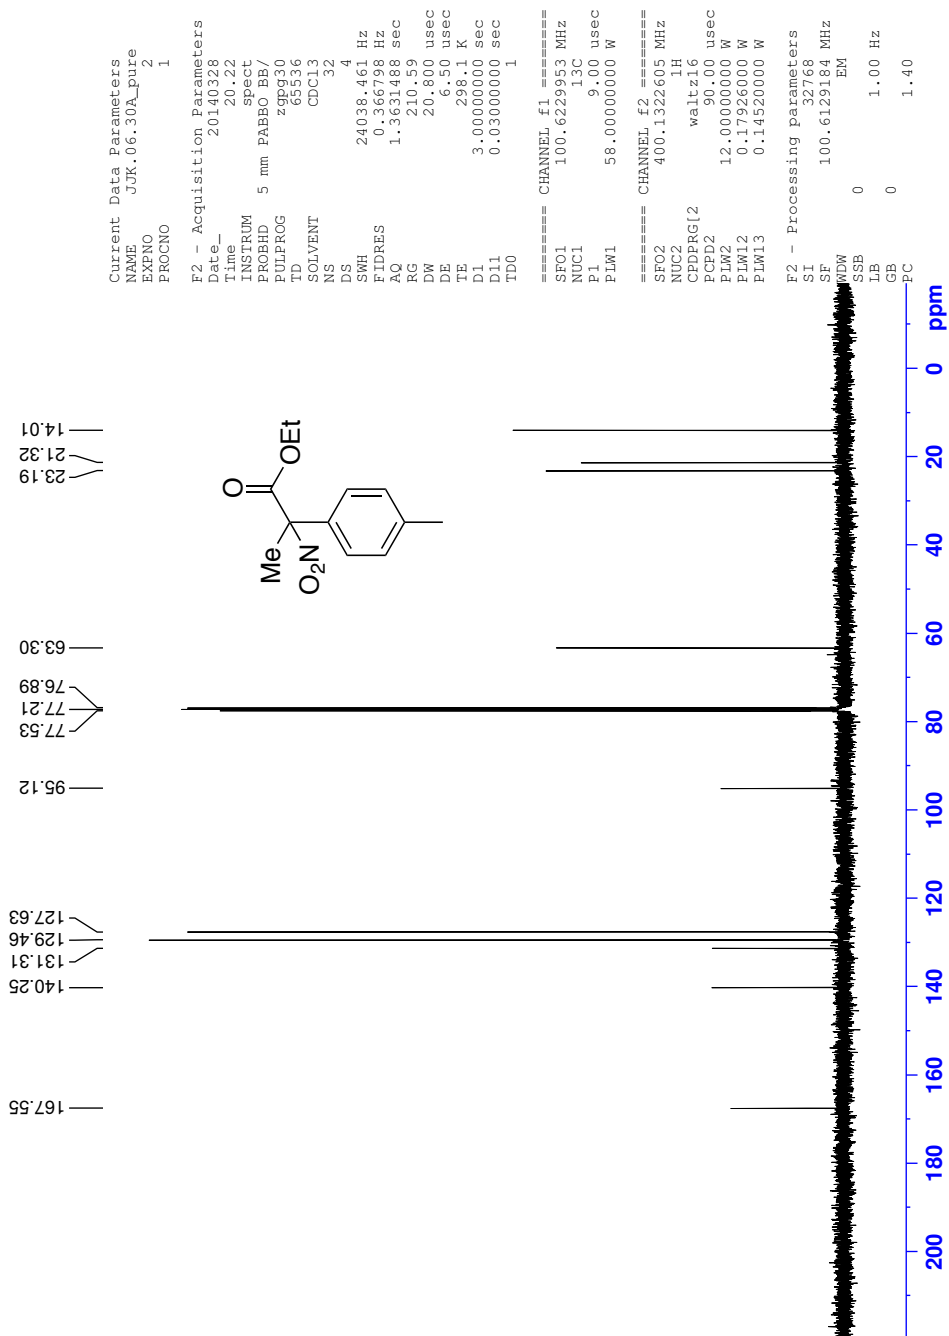 Current Data Parameters
NAME JJK.06.30A_pure
EXPNO 2
PROCNO 1
F2 - Acquisition Parameters
Date_ 20140328
Time 20.22
INSTRUM spect
PROBHD 5 mm PABBO BB/
PULPROG zgpg30
TD 65536
SOLVENT CDCl3
NS 32
DS 4
SWH 24038.461 Hz
FIDRES 0.366798 Hz
AQ 1.3631488 sec
RG 210.59
DW 20.800 usec
DE 6.50 usec
TE 298.1 K
D1 3.00000000 sec
D11 0.03000000 sec
TD0 1
======== CHANNEL f1 ========
SFO1 100.6229953 MHz
NUC1 13C
P1 9.00 usec
PLW1 58.00000000 W
======== CHANNEL f2 ========
SFO2 400.1322605 MHz
NUC2 1H
CPDPRG[2 waltz16
PCPD2 90.00 usec
PLW2 12.00000000 W
PLW12 0.17926000 W
PLW13 0.14520000 W
F2 - Processing parameters
SI 32768
SF 100.6129184 MHz
WDW EM
SSB 0
LB 1.00 Hz
GB 0
PC 1.40
167.55
140.25
131.31
129.46
127.63
95.12
77.53
77.21
76.89
63.30
23.19
21.32
14.01
O
OEt
Me
O2N
200 180 160 140 120 100 80 60 40 20 0 ppm